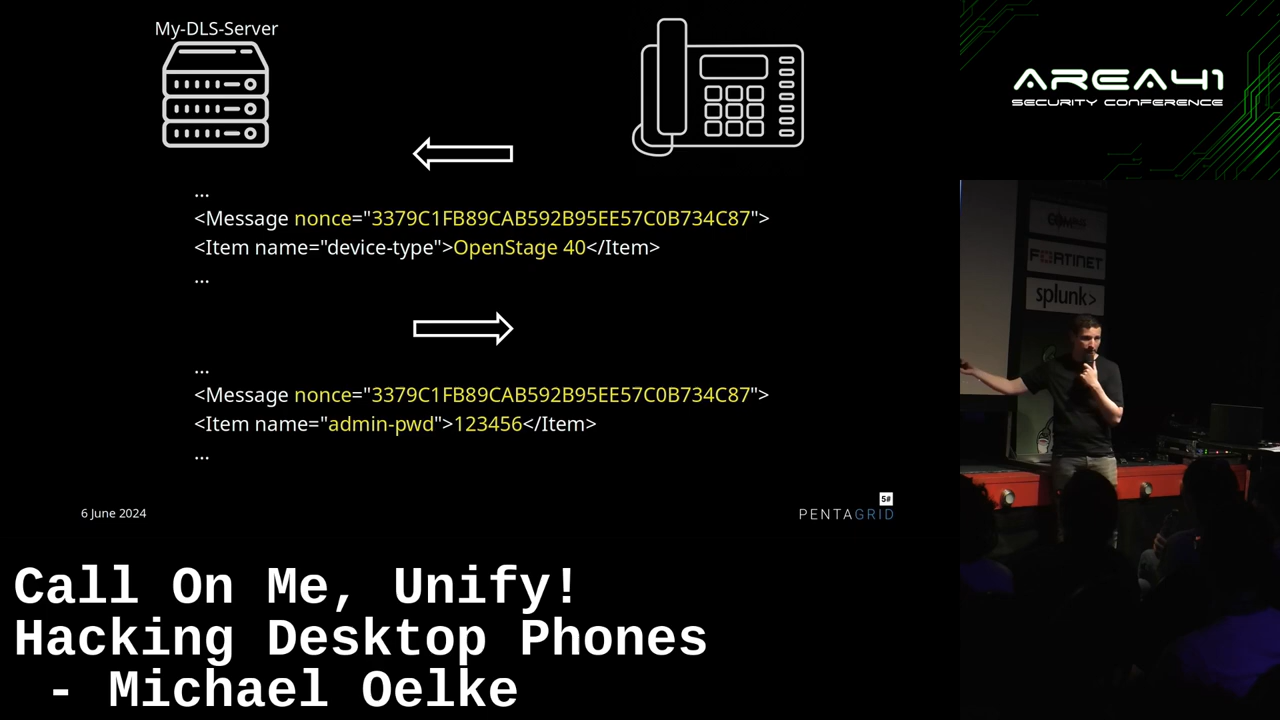 My-DLS-Server
...
<Message nonce="3379C1FB89CAB592B95EE57C0B734C87">
<Item name="device-type">OpenStage 40</Item>
...
...
<Message nonce="3379C1FB89CAB592B95EE57C0B734C87">
<Item name="admin-pwd">123456</Item>
...
6 June 2024
5#
PENTAGRID
AREA41
SECURITY CONFERENCE
FORTINET
splunk>
Call On Me, Unify!
Hacking Desktop Phones
- Michael Oelke